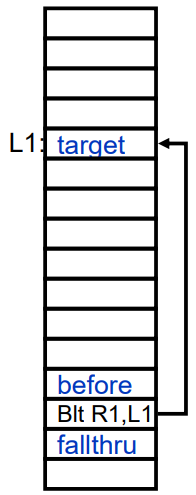 L1: target
before
Blt R1,L1
fallthru